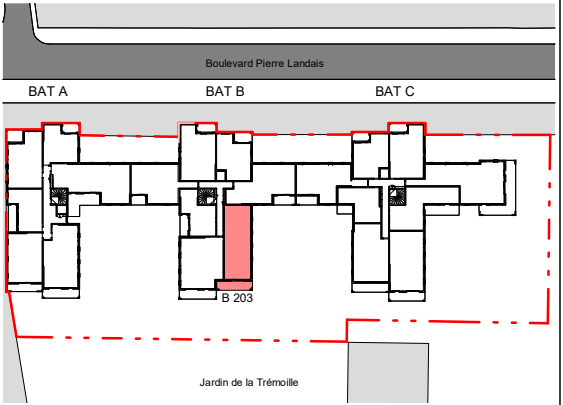 Boulevard Pierre Landais
BAT A BAT B BAT C
B 203
Jardin de la Trémoille